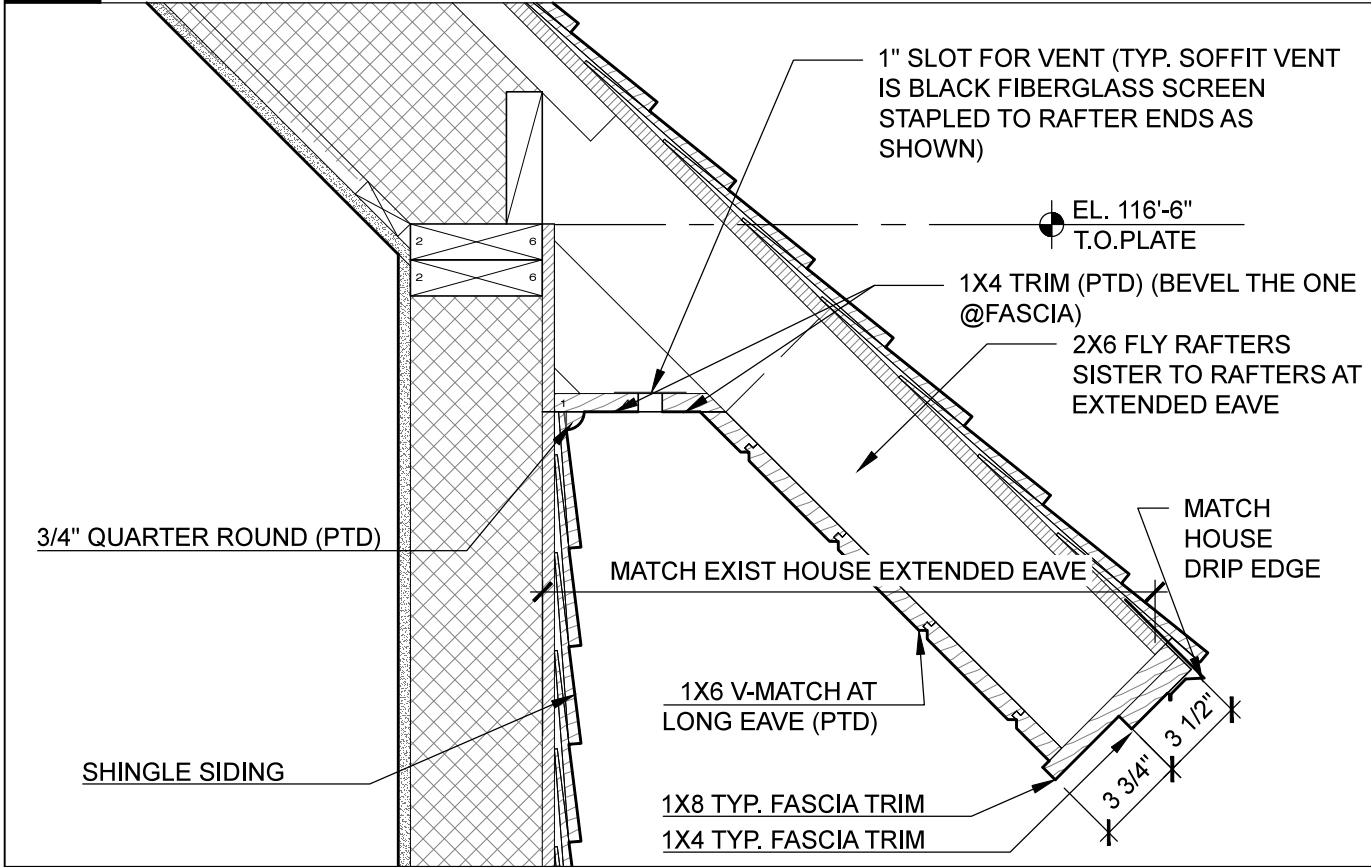 1" SLOT FOR VENT (TYP. SOFFIT VENT
IS BLACK FIBERGLASS SCREEN
STAPLED TO RAFTER ENDS AS
SHOWN)
EL. 116'-6"
T.O.PLATE
2 6
2 6
1X4 TRIM (PTD) (BEVEL THE ONE
@FASCIA)
2X6 FLY RAFTERS
SISTER TO RAFTERS AT
EXTENDED EAVE
1
MATCH
HOUSE
DRIP EDGE
3/4" QUARTER ROUND (PTD)
MATCH EXIST HOUSE EXTENDED EAVE
1X6 V-MATCH AT
LONG EAVE (PTD)
3 1/2"
3 3/4"
SHINGLE SIDING
1X8 TYP. FASCIA TRIM
1X4 TYP. FASCIA TRIM